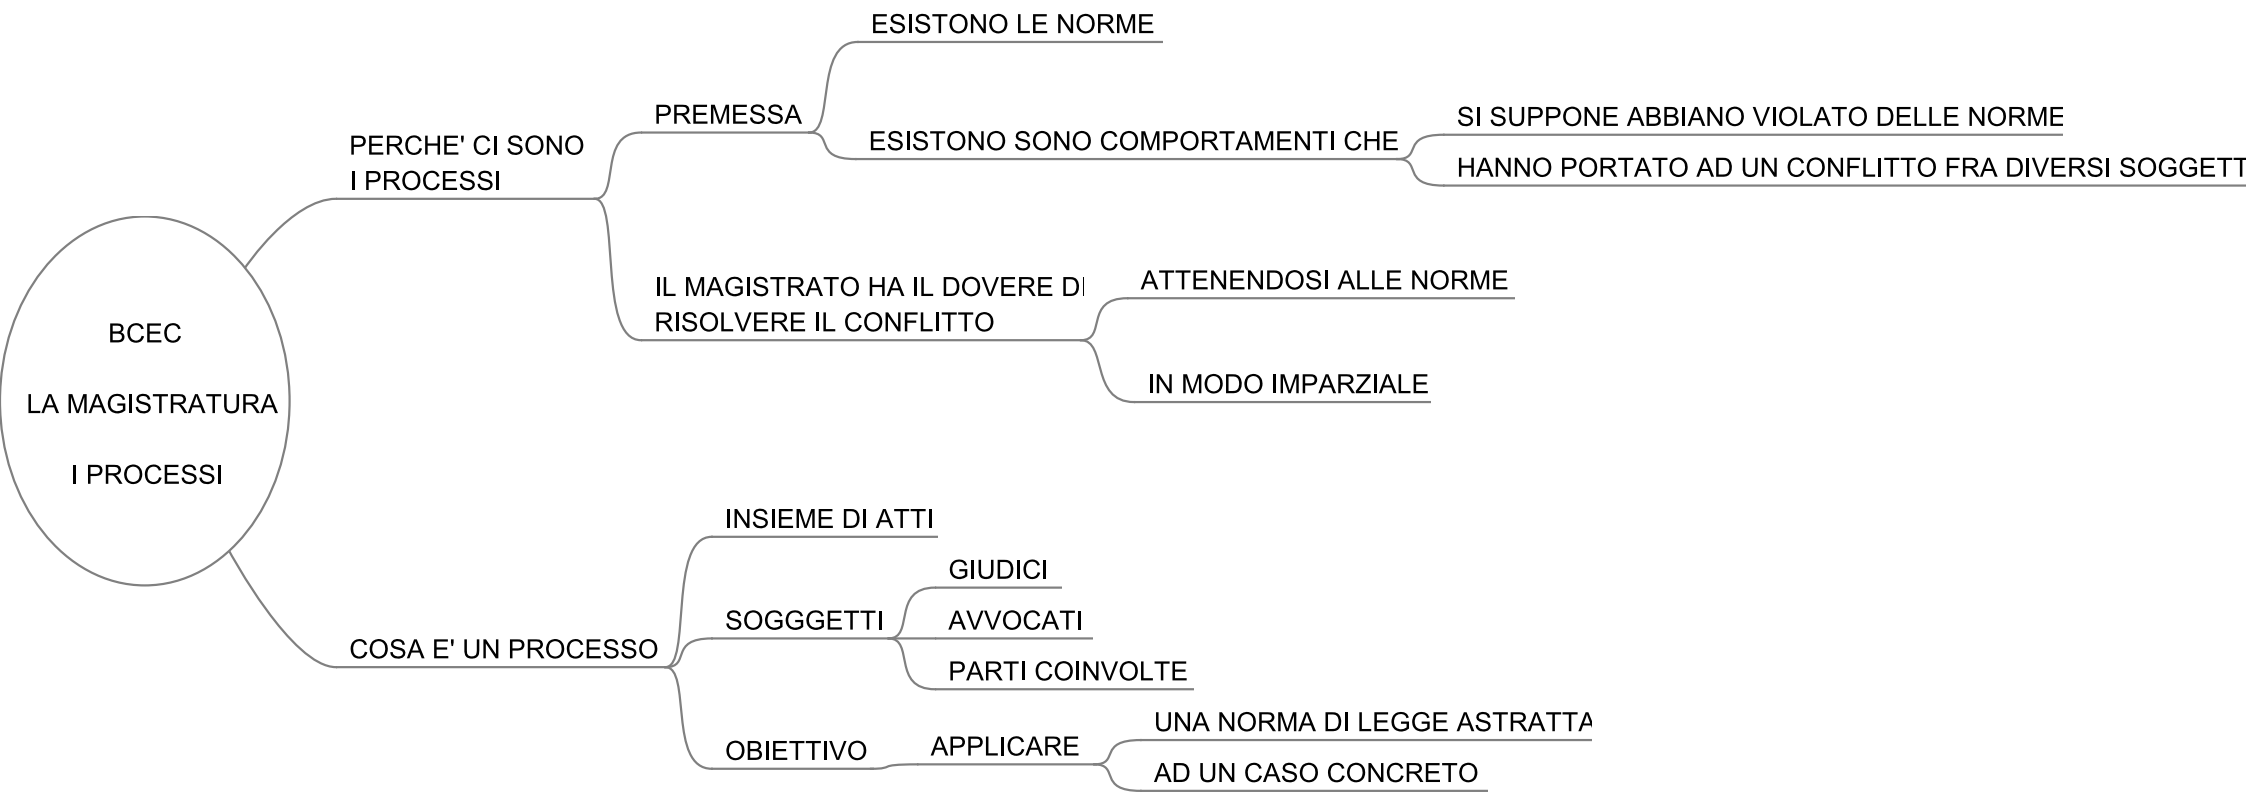 BCEC
LA MAGISTRATURA
I PROCESSI
PERCHE' CI SONO
I PROCESSI
PREMESSA
ESISTONO LE NORME
ESISTONO SONO COMPORTAMENTI CHE
SI SUPPONE ABBIANO VIOLATO DELLE NORME
HANNO PORTATO AD UN CONFLITTO FRA DIVERSI SOGGETT
IL MAGISTRATO HA IL DOVERE DI
RISOLVERE IL CONFLITTO
ATTENENDOSI ALLE NORME
IN MODO IMPARZIALE
COSA E' UN PROCESSO
INSIEME DI ATTI
SOGGGETTI
GIUDICI
AVVOCATI
PARTI COINVOLTE
OBIETTIVO
APPLICARE
UNA NORMA DI LEGGE ASTRATTA
AD UN CASO CONCRETO